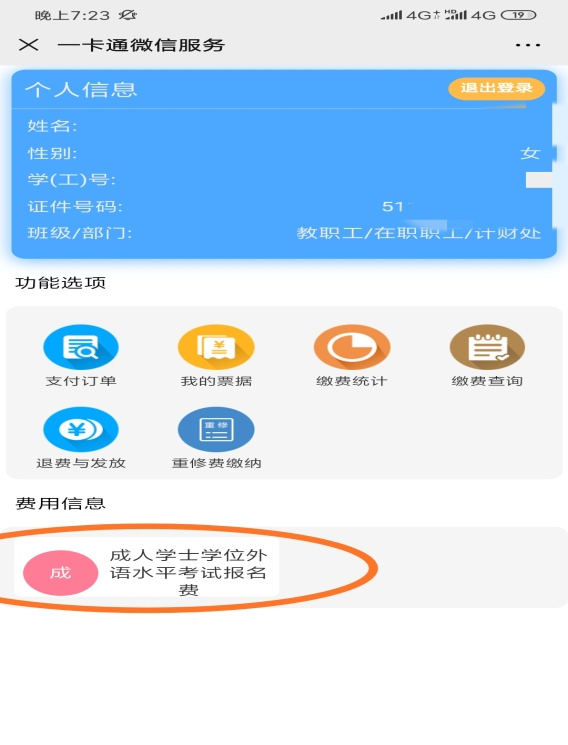 晚上7:23 4G HD 4G 19
一卡通微信服务 ···
个人信息 退出登录
姓名:
性别: 女
学(工)号:
证件号码: 51
班级/部门: 教职工/在职职工/计财处
功能选项
支付订单 我的票据 缴费统计 缴费查询
重修
退费与发放 重修费缴纳
费用信息
成 成人学士学位外
语水平考试报名
费